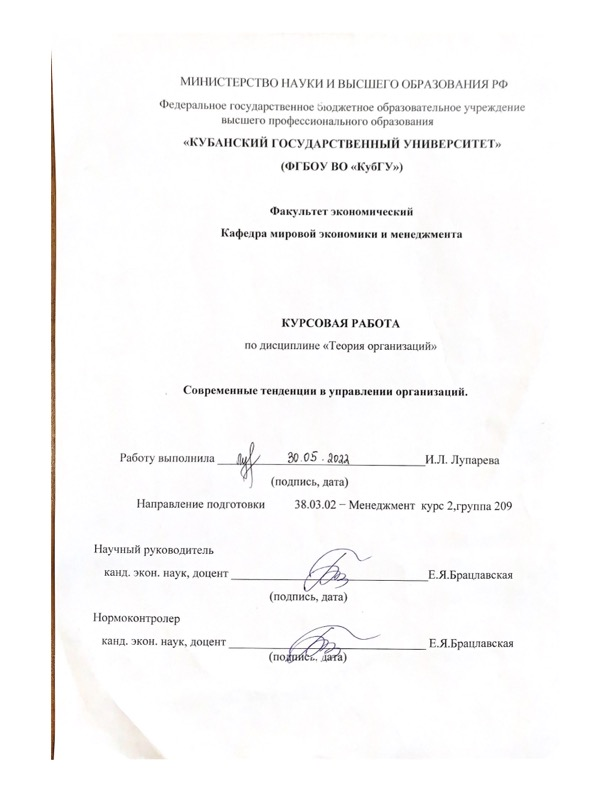 МИНИСТЕРСТВО НАУКИ И ВЫСШЕГО ОБРАЗОВАНИЯ РФ
Федеральное государственное бюджетное образовательное учреждение
высшего профессионального образования
«КУБАНСКИЙ ГОСУДАРСТВЕННЫЙ УНИВЕРСИТЕТ»
(ФГБОУ ВО «КубГУ»)
Факультет экономический
Кафедра мировой экономики и менеджмента
КУРСОВАЯ РАБОТА
по дисциплине «Теория организаций»
Современные тенденции в управлении организаций.
Работу выполнила 30.05.2022 И.Л. Лупарева
(подпись, дата)
Направление подготовки 38.03.02 − Менеджмент курс 2,группа 209
Научный руководитель
канд. экон. наук, доцент Е.Я.Брацлавская
(подпись, дата)
Нормоконтролер
канд. экон. наук, доцент Е.Я.Брацлавская
(подпись. дата)